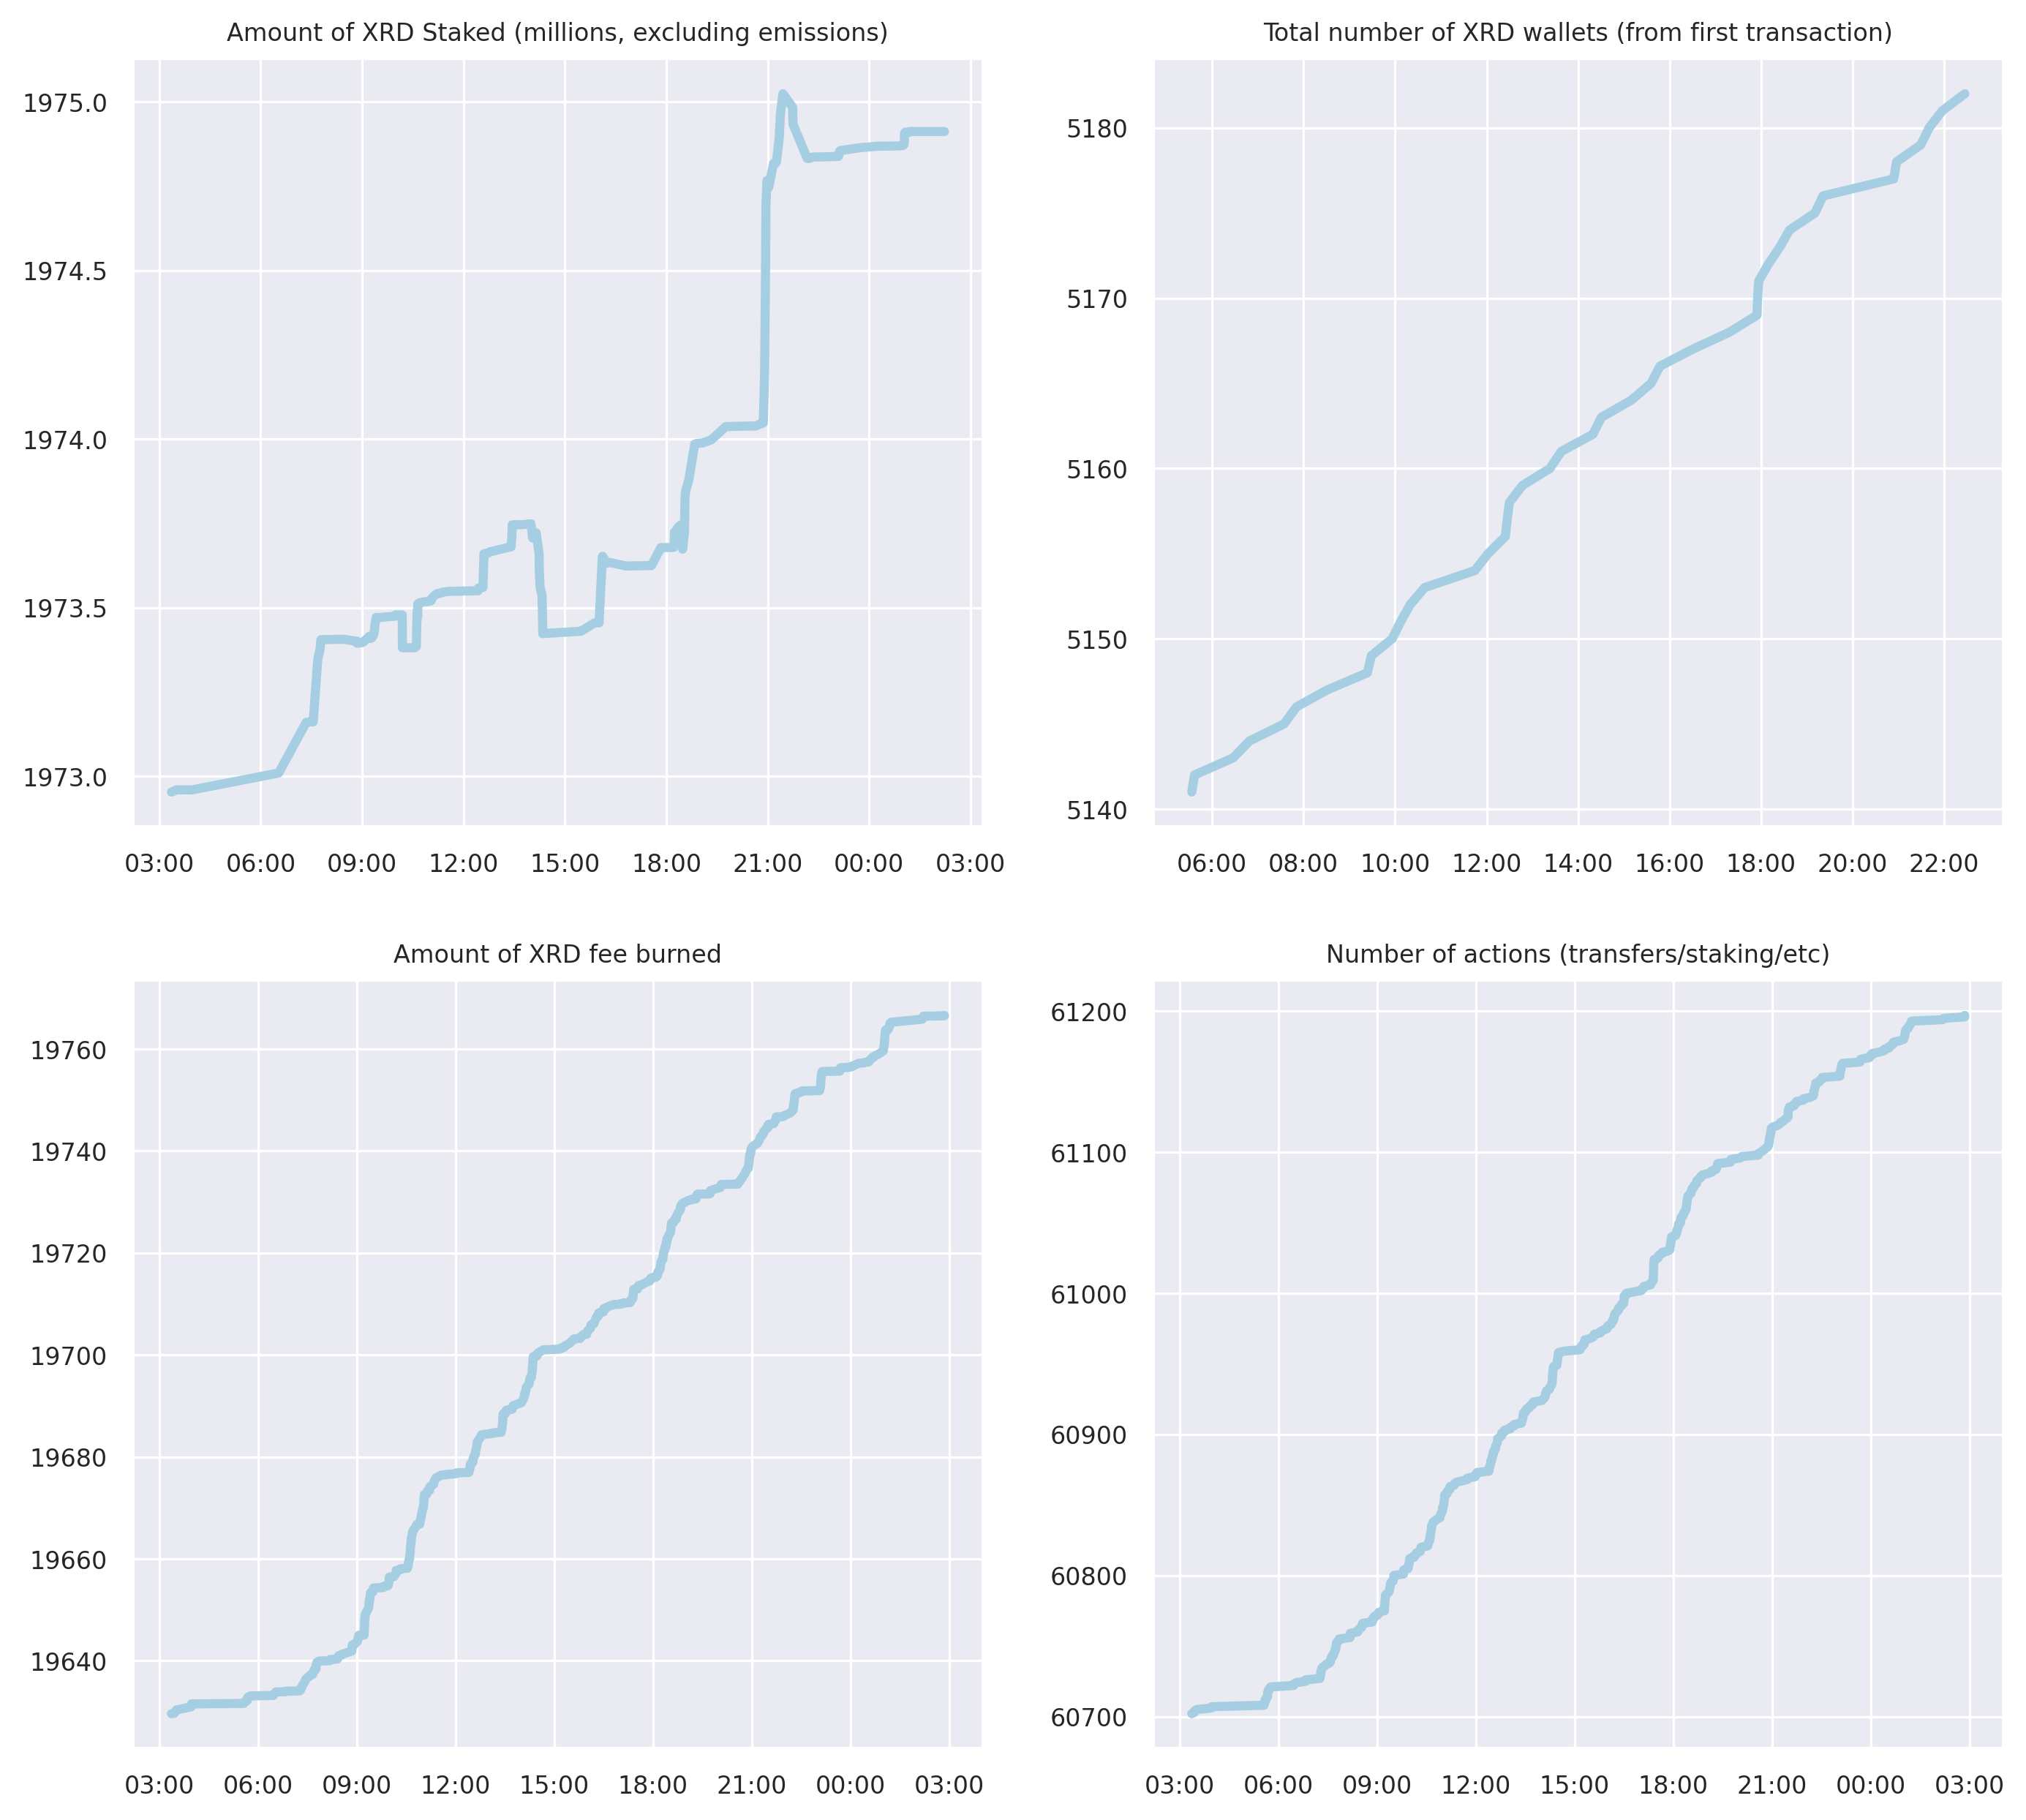 Amount of XRD Staked (millions, excluding emissions)
1975.0
1974.5
1974.0
1973.5
1973.0
03:00 06:00 09:00 12:00 15:00 18:00 21:00 00:00 03:00
Total number of XRD wallets (from first transaction)
5180
5170
5160
5150
5140
06:00 08:00 10:00 12:00 14:00 16:00 18:00 20:00 22:00
Amount of XRD fee burned
19760
19740
19720
19700
19680
19660
19640
03:00 06:00 09:00 12:00 15:00 18:00 21:00 00:00 03:00
Number of actions (transfers/staking/etc)
61200
61100
61000
60900
60800
60700
03:00 06:00 09:00 12:00 15:00 18:00 21:00 00:00 03:00